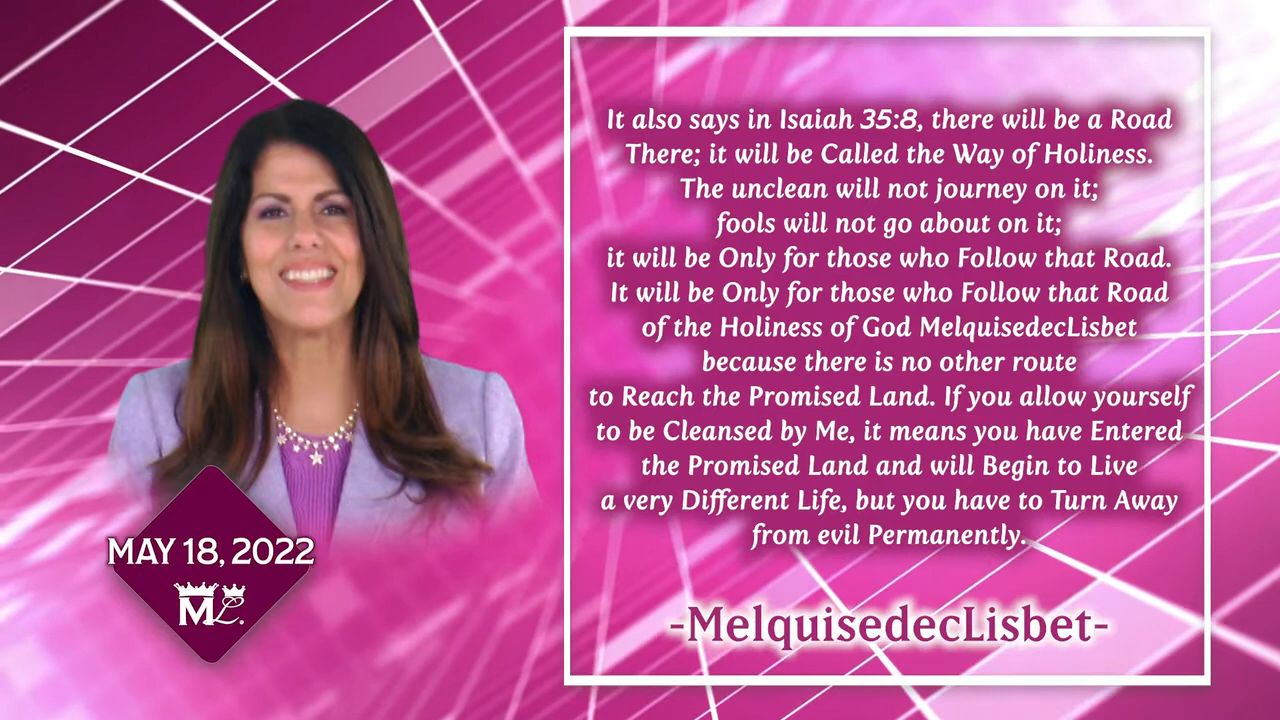 It also says in Isaiah 35:8, there will be a Road
There; it will be Called the Way of Holiness.
The unclean will not journey on it;
fools will not go about on it;
it will be Only for those who Follow that Road.
It will be Only for those who Follow that Road
of the Holiness of God MelquisedecLisbet
because there is no other route
to Reach the Promised Land. If you allow yourself
to be Cleansed by Me, it means you have Entered
the Promised Land and will Begin to Live
a very Different Life, but you have to Turn Away
from evil Permanently.
-MelquisedecLisbet-
MAY 18, 2022
ML.